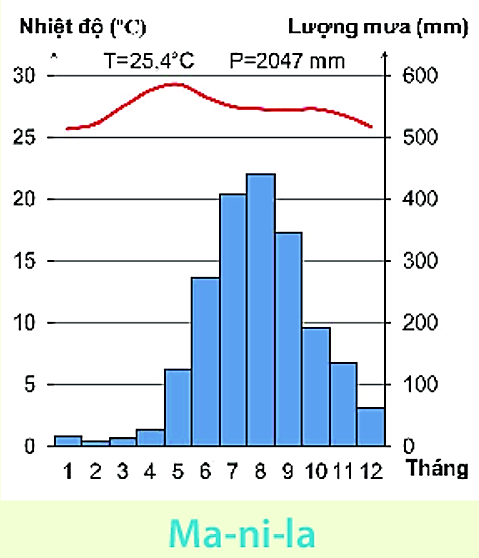 Nhiệt độ (°C) Lượng mưa (mm)
T=25.4°C P=2047 mm
30 600
25 500
20 400
15 300
10 200
5 100
0 0
1 2 3 4 5 6 7 8 9 10 11 12 Tháng
Ma-ni-la